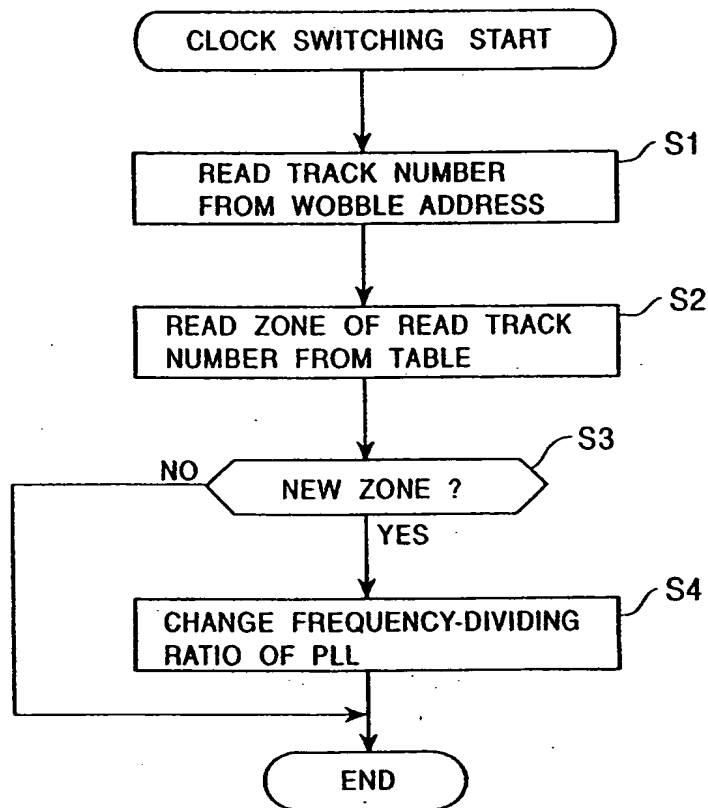 CLOCK SWITCHING START
S1
READ TRACK NUMBER
FROM WOBBLE ADDRESS
S2
READ ZONE OF READ TRACK
NUMBER FROM TABLE
S3
NO
NEW ZONE ?
YES
S4
CHANGE FREQUENCY-DIVIDING
RATIO OF PLL
END